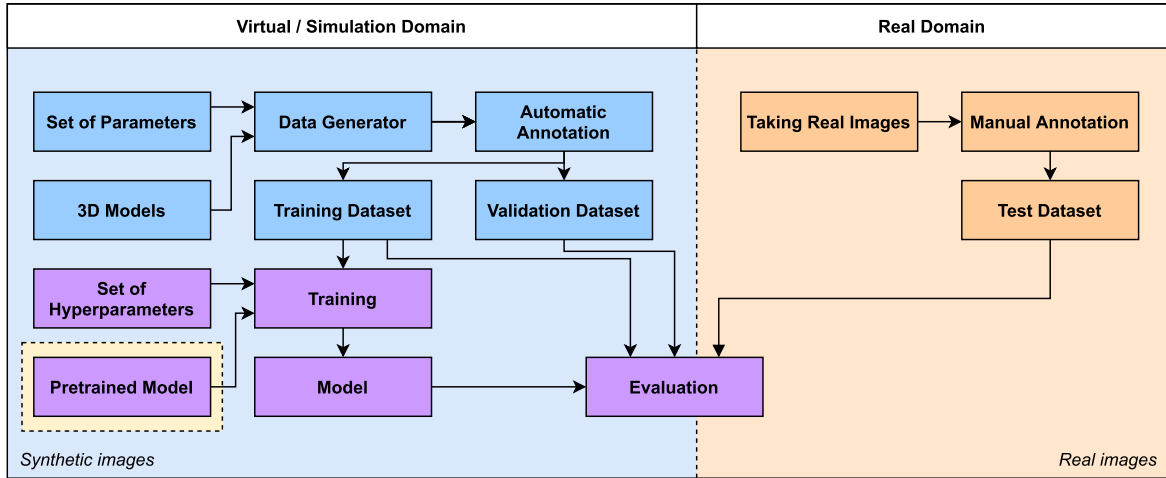 Virtual / Simulation Domain
Real Domain
Set of Parameters
Data Generator
Automatic
Annotation
Taking Real Images
Manual Annotation
3D Models
Training Dataset
Validation Dataset
Test Dataset
Set of
Hyperparameters
Training
Pretrained Model
Model
Evaluation
Synthetic images
Real images